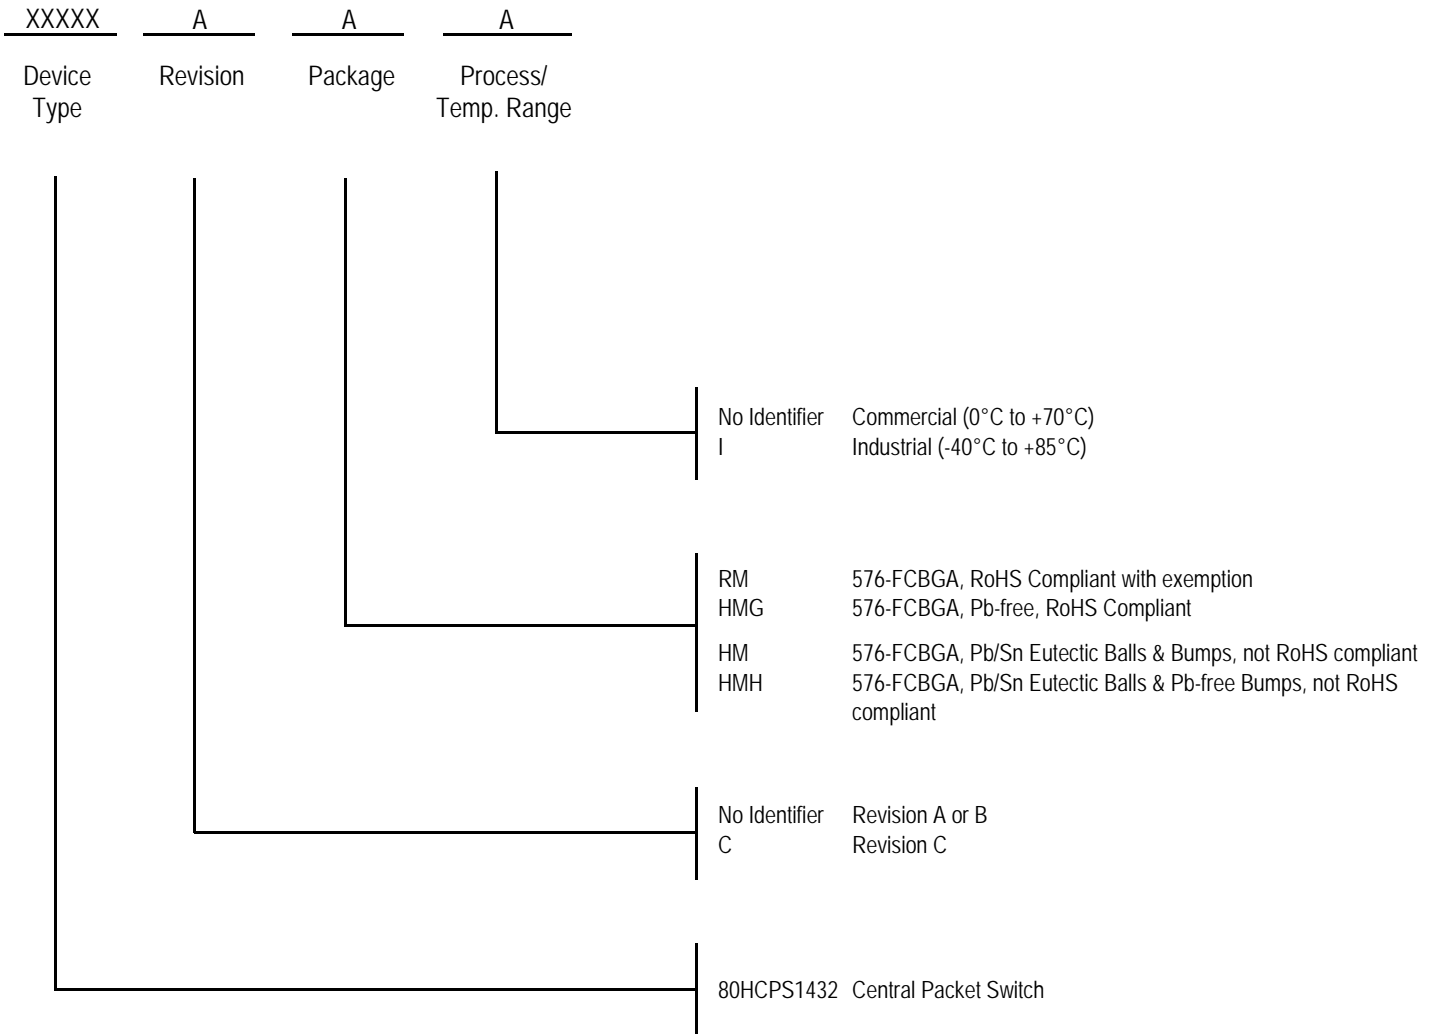 XXXXX A A A
Device Type Revision Package Process/ Temp. Range
No Identifier Commercial (0°C to +70°C)
I Industrial (-40°C to +85°C)
RM 576-FCBGA, RoHS Compliant with exemption
HMG 576-FCBGA, Pb-free, RoHS Compliant
HM 576-FCBGA, Pb/Sn Eutectic Balls & Bumps, not RoHS compliant
HMH 576-FCBGA, Pb/Sn Eutectic Balls & Pb-free Bumps, not RoHS
compliant
No Identifier Revision A or B
C Revision C
80HCPS1432 Central Packet Switch